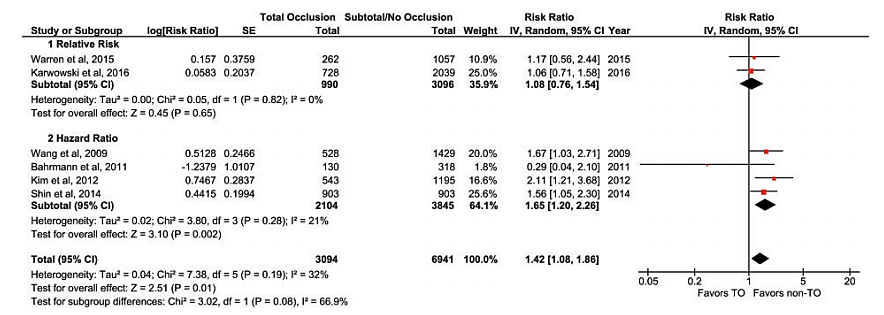 Total Occlusion Subtotal/No Occlusion Risk Ratio Risk Ratio
Study or Subgroup log[Risk Ratio] SE Total Total Weight IV, Random, 95% CI Year IV, Random, 95% CI
1 Relative Risk
Warren et al, 2015 0.157 0.3759 262 1057 10.9% 1.17 [0.56, 2.44] 2015
Karwowski et al, 2016 0.0583 0.2037 728 2039 25.0% 1.06 [0.71, 1.58] 2016
Subtotal (95% CI) 990 3096 35.9% 1.08 [0.76, 1.54]
Heterogeneity: Tau² = 0.00; Chi² = 0.05, df = 1 (P = 0.82); I² = 0%
Test for overall effect: Z = 0.45 (P = 0.65)
2 Hazard Ratio
Wang et al, 2009 0.5128 0.2466 528 1429 20.0% 1.67 [1.03, 2.71] 2009
Bahrmann et al, 2011 -1.2379 1.0107 130 318 1.8% 0.29 [0.04, 2.10] 2011
Kim et al, 2012 0.7467 0.2837 543 1195 16.6% 2.11 [1.21, 3.68] 2012
Shin et al, 2014 0.4415 0.1994 903 903 25.6% 1.56 [1.05, 2.30] 2014
Subtotal (95% CI) 2104 3845 64.1% 1.65 [1.20, 2.26]
Heterogeneity: Tau² = 0.02; Chi² = 3.80, df = 3 (P = 0.28); I² = 21%
Test for overall effect: Z = 3.10 (P = 0.002)
Total (95% CI) 3094 6941 100.0% 1.42 [1.08, 1.86]
Heterogeneity: Tau² = 0.04; Chi² = 7.38, df = 5 (P = 0.19); I² = 32%
Test for overall effect: Z = 2.51 (P = 0.01)
Test for subgroup differences: Chi² = 3.02, df = 1 (P = 0.08), I² = 66.9%
0.05 0.2 1 5 20
Favors TO Favors non-TO